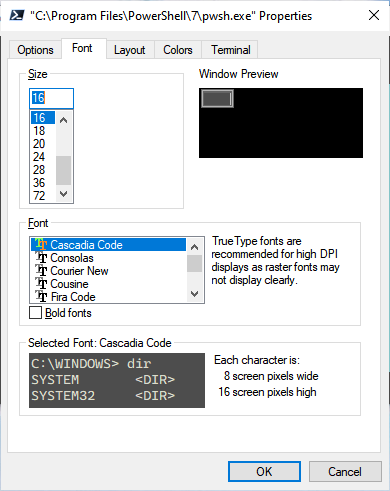 "C:\Program Files\PowerShell\7\pwsh.exe" Properties
Options Font Layout Colors Terminal
Size
16
16
18
20
24
28
36
72
Window Preview
Font
Cascadia Code
Consolas
Courier New
Cousine
Fira Code
Bold fonts
TrueType fonts are
recommended for high DPI
displays as raster fonts may
not display clearly.
Selected Font: Cascadia Code
C:\WINDOWS> dir
SYSTEM <DIR>
SYSTEM32 <DIR>
Each character is:
8 screen pixels wide
16 screen pixels high
OK Cancel